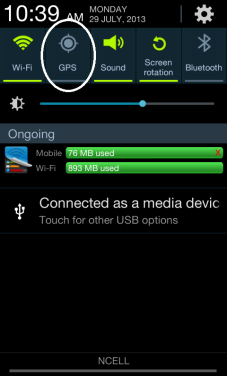 10:39 AM
MONDAY
29 JULY, 2013
Wi-Fi
GPS
Sound
Screen
rotation
Bluetooth
Ongoing
Mobile 76 MB used X
Wi-Fi 893 MB used
Connected as a media devic
Touch for other USB options
NCELL